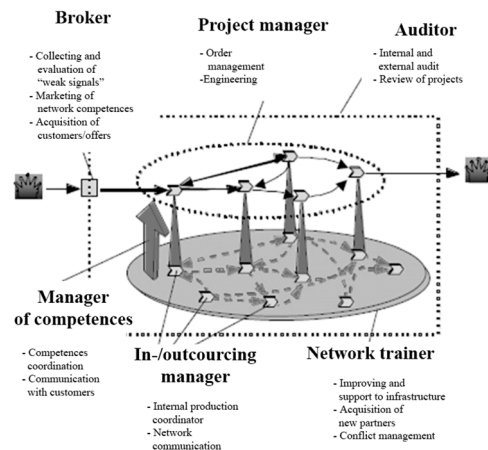 Broker
- Collecting and
evaluation of
“weak signals”
- Marketing of
network competences
- Acquisition of
customers/offers
Project manager
- Order
management
-Engineering
Auditor
- Internal and
external audit
- Review of projects
Manager
of competences
- Competences
coordination
- Communication
with customers
In-/outcourcing
manager
- Internal production
coordinator
- Network
communication
Network trainer
- Improving and
support to infrastructure
- Acquisition of
new partners
- Conflict management